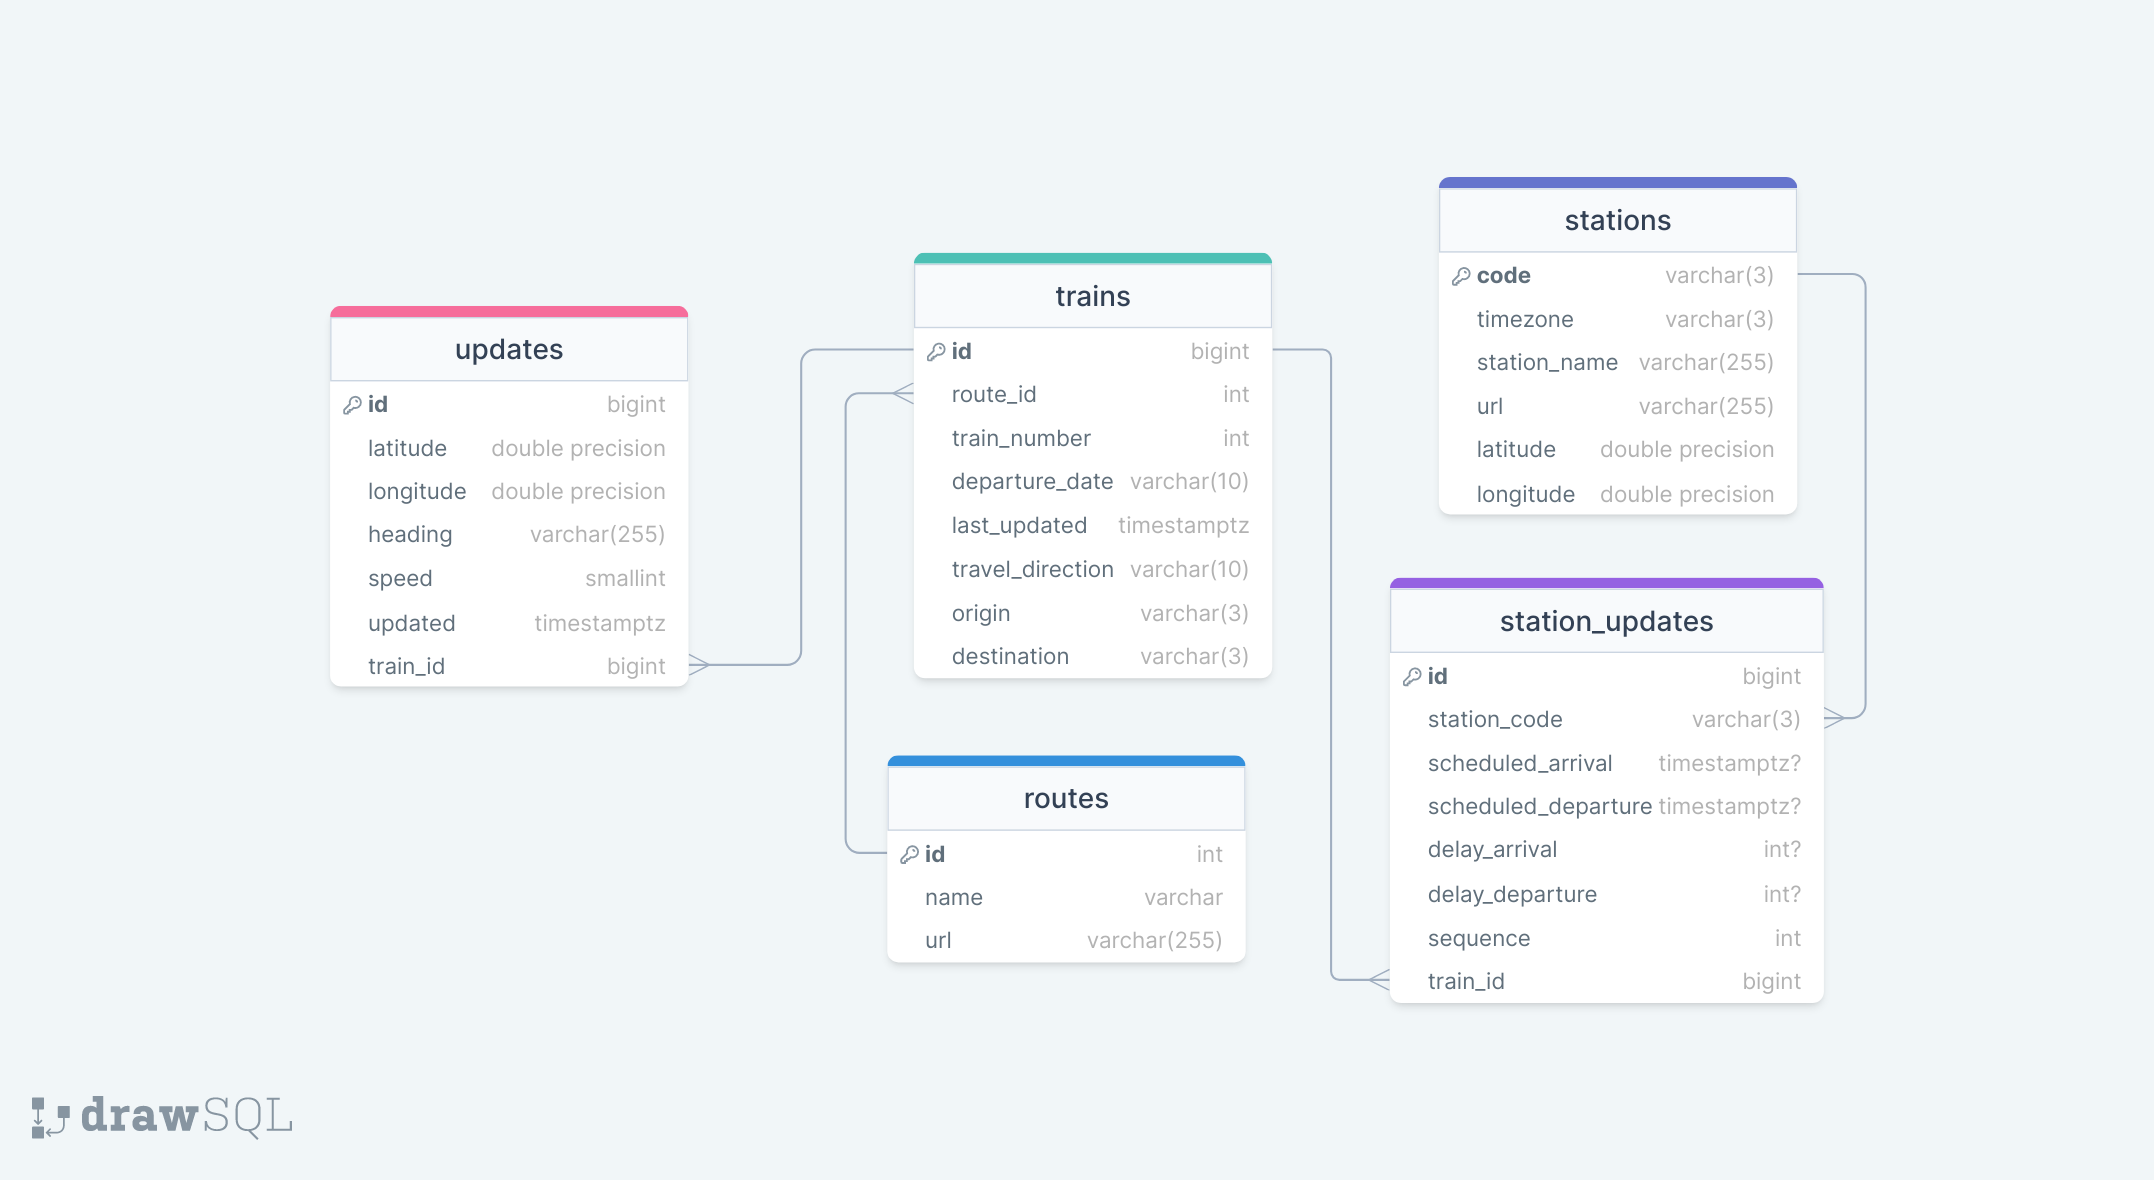 updates
id bigint
latitude double precision
longitude double precision
heading varchar(255)
speed smallint
updated timestamptz
train_id bigint
trains
id bigint
route_id int
train_number int
departure_date varchar(10)
last_updated timestamptz
travel_direction varchar(10)
origin varchar(3)
destination varchar(3)
routes
id int
name varchar
url varchar(255)
stations
code varchar(3)
timezone varchar(3)
station_name varchar(255)
url varchar(255)
latitude double precision
longitude double precision
station_updates
id bigint
station_code varchar(3)
scheduled_arrival timestamptz?
scheduled_departure timestamptz?
delay_arrival int?
delay_departure int?
sequence int
train_id bigint
drawSQL